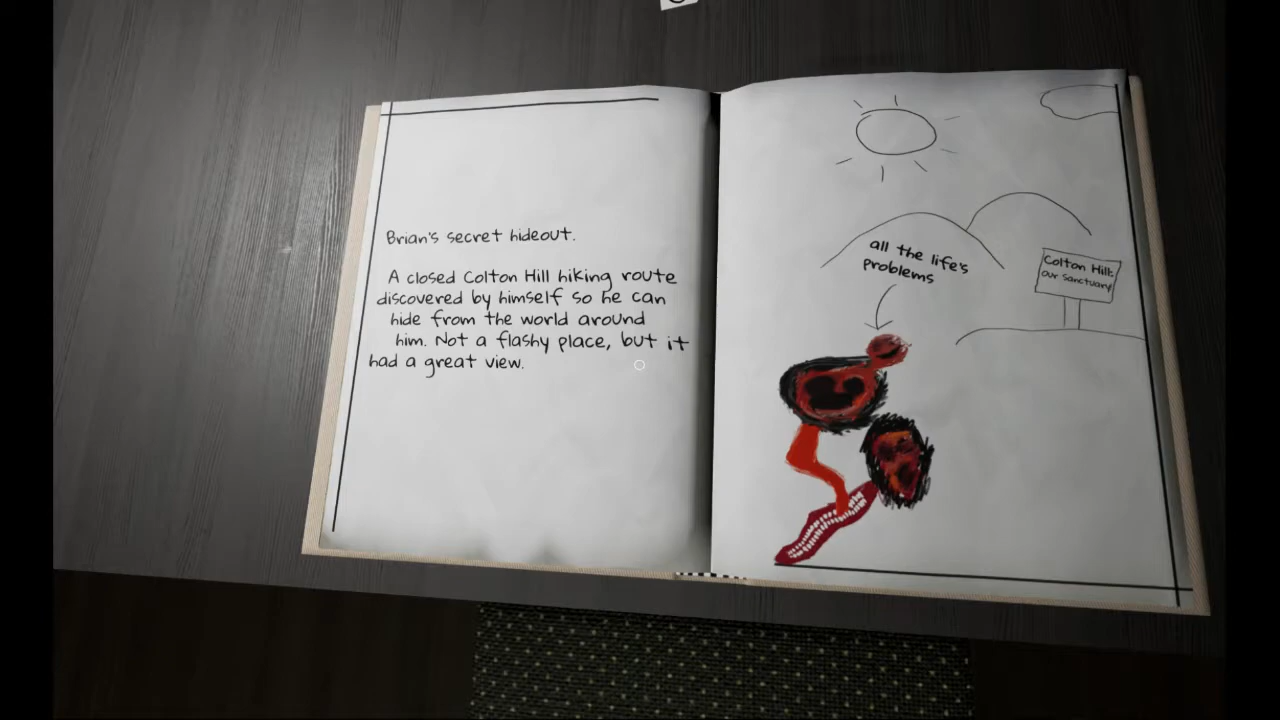 Brian's secret hideout.
A closed Colton Hill hiking route
discovered by himself so he can
hide from the world around
him. Not a flashy place, but it
had a great view.
all the life's
problems
Colton Hill:
our sanctuary!